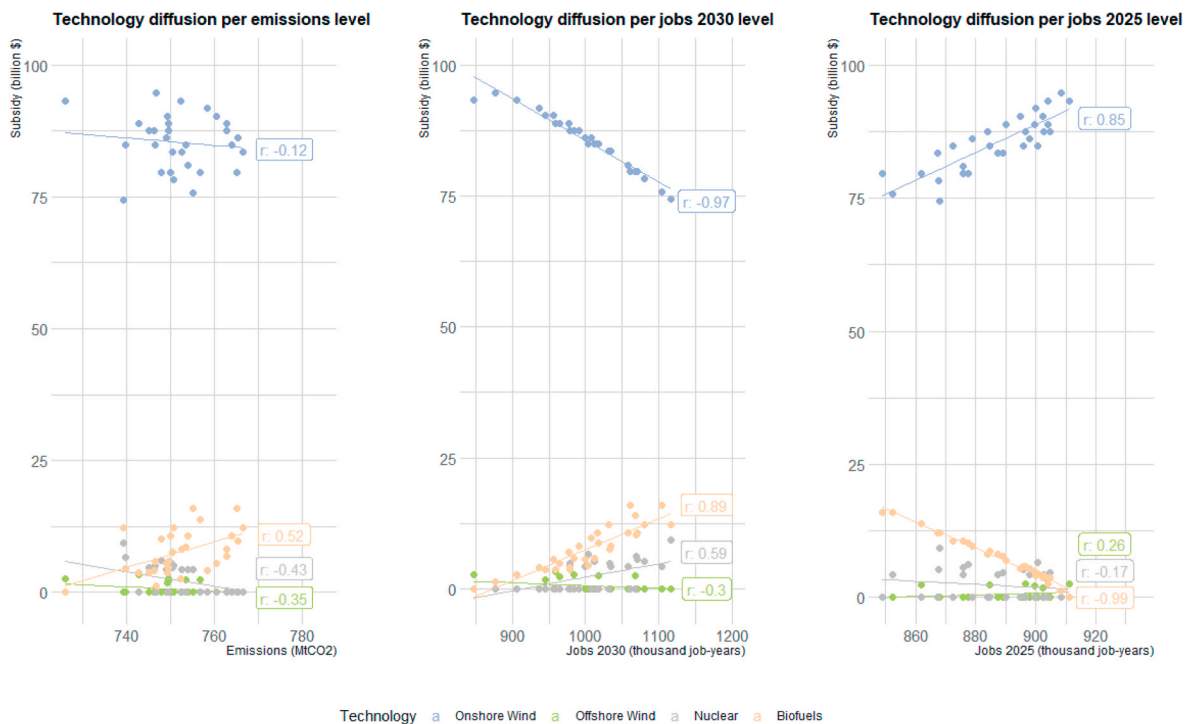 Technology diffusion per emissions level
Subsidy (billion $)
100
75
50
25
0
r: -0.12
r: 0.52
r: -0.43
r: -0.35
740 760 780
Emissions (MtCO2)
Technology diffusion per jobs 2030 level
Subsidy (billion $)
100
75
50
25
0
r: -0.97
r: 0.89
r: 0.59
r: -0.3
900 1000 1100 1200
Jobs 2030 (thousand job-years)
Technology diffusion per jobs 2025 level
Subsidy (billion $)
100
75
50
25
0
r: 0.85
r: 0.26
r: -0.17
r: -0.99
860 880 900 920
Jobs 2025 (thousand job-years)
Technology a Onshore Wind a Offshore Wind a Nuclear a Biofuels